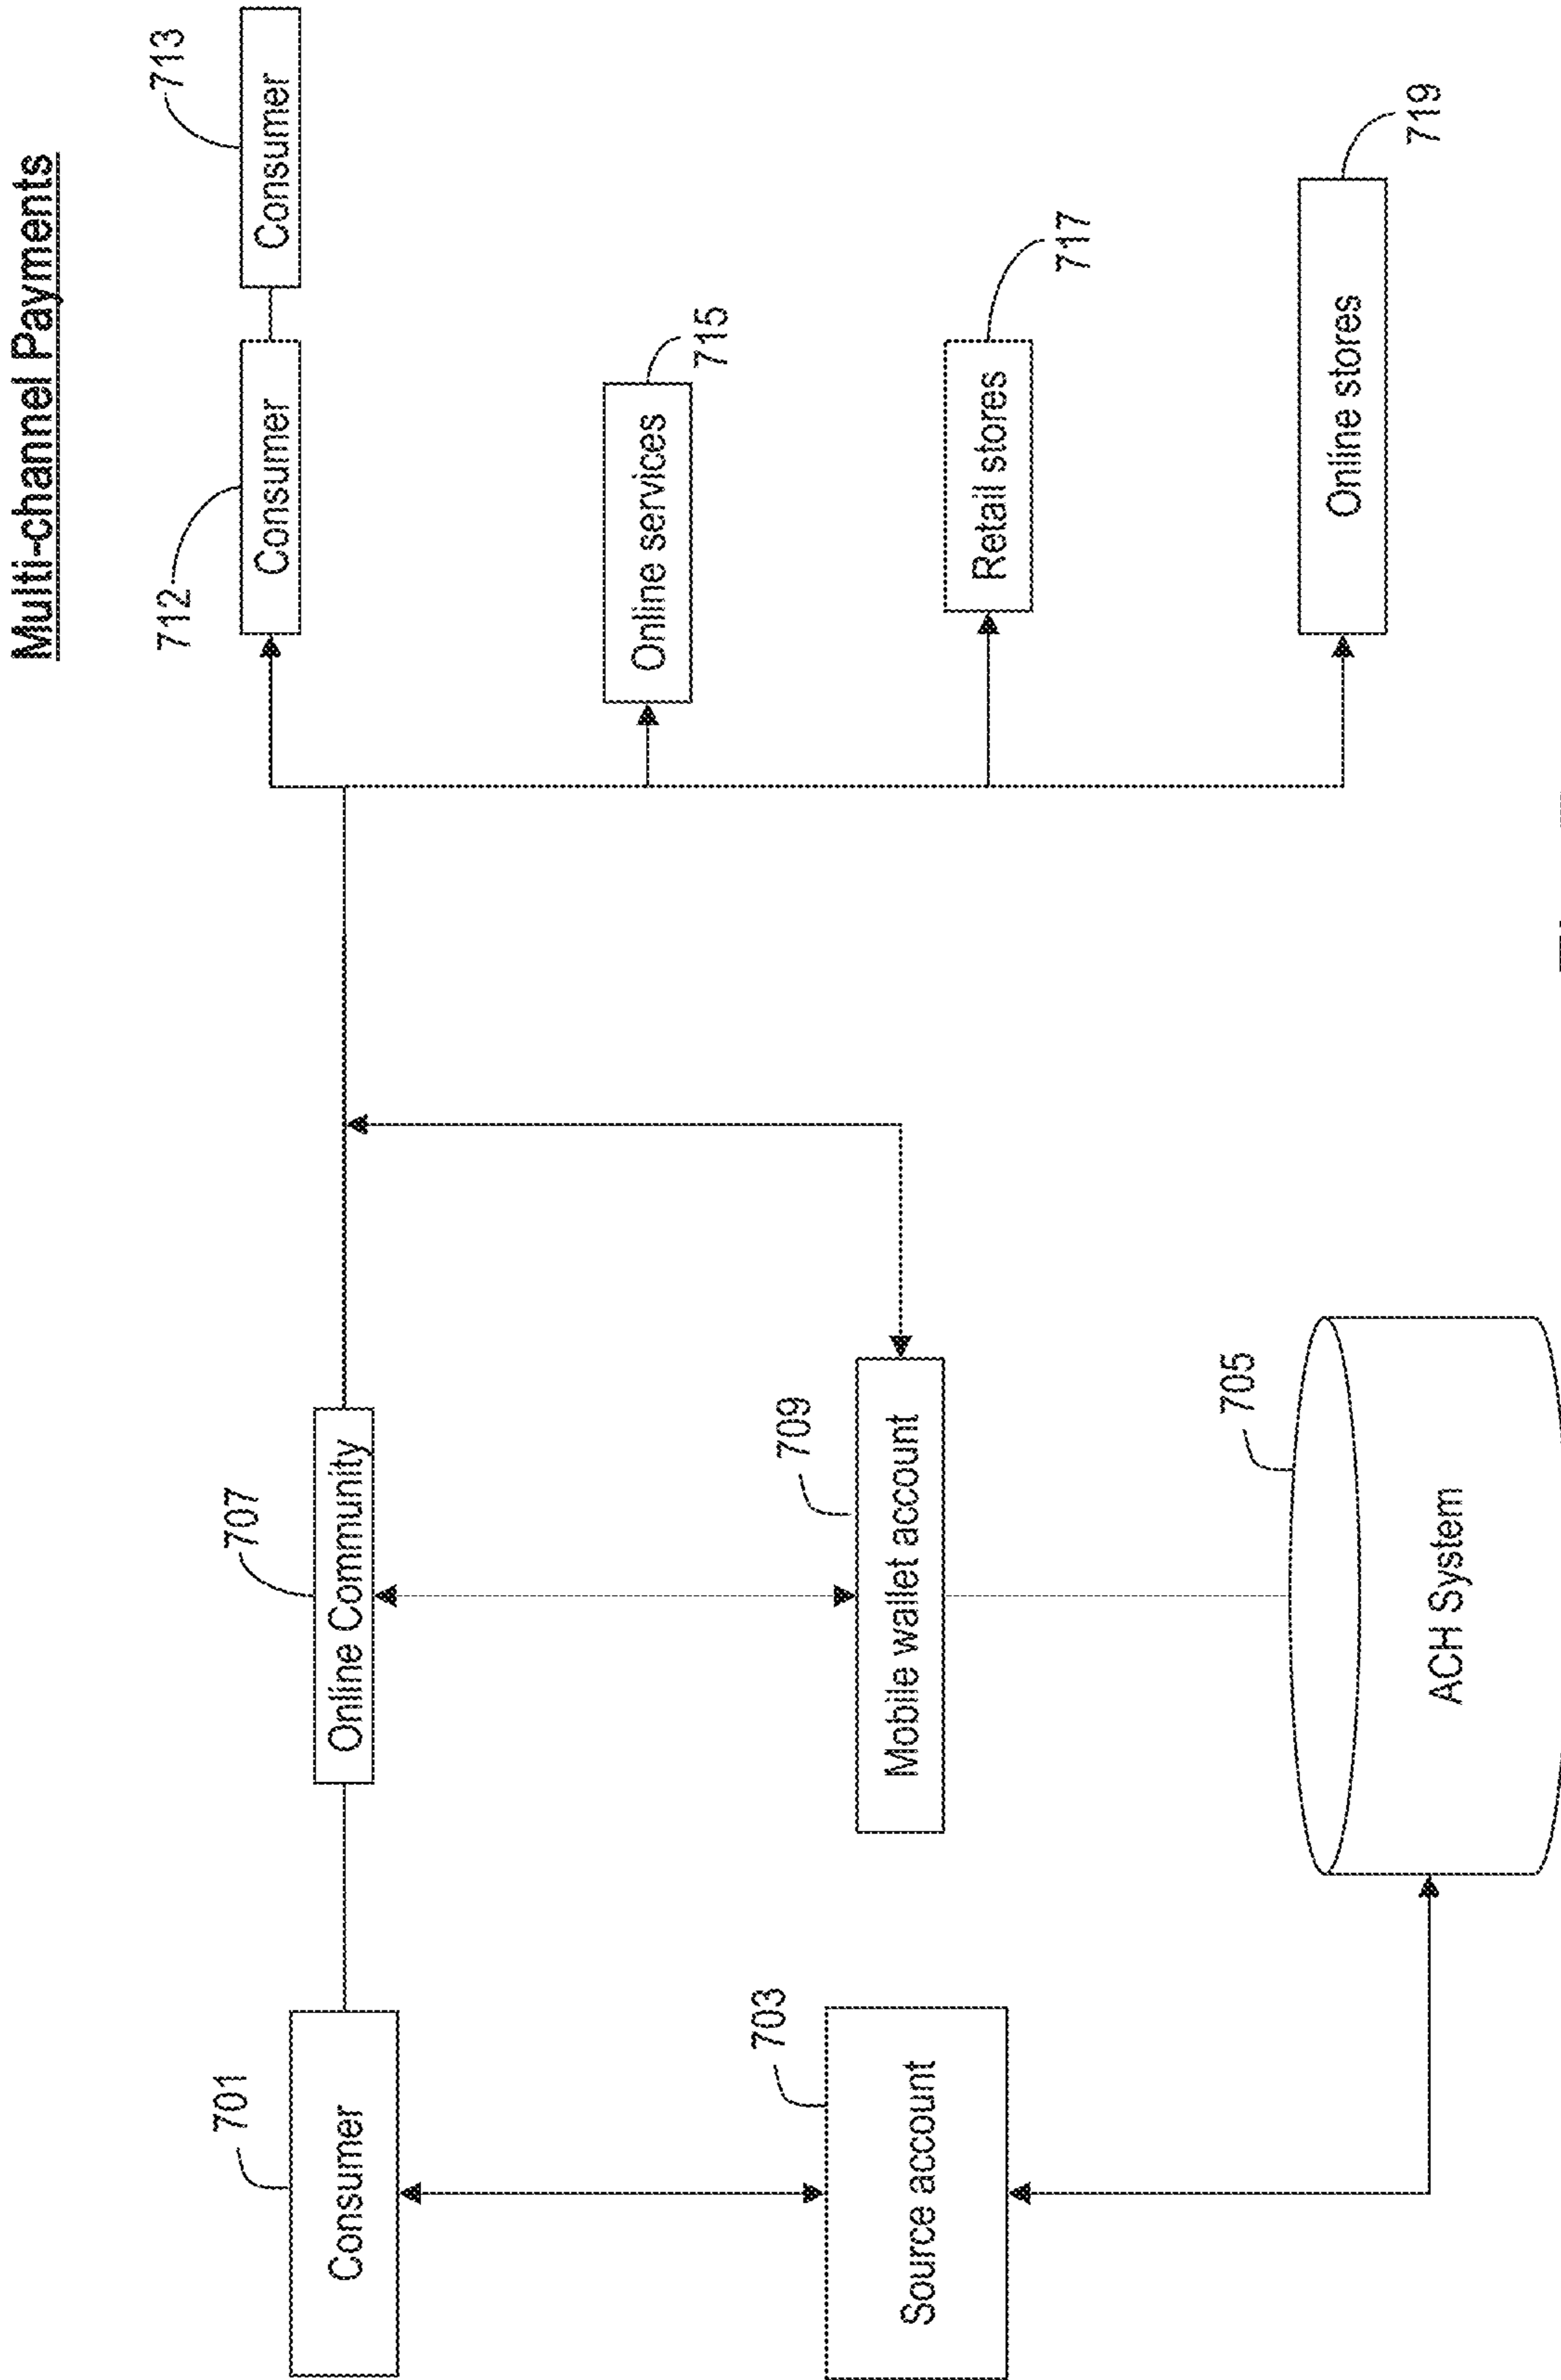 Multi-channel Payments
701
Consumer
707
Online Community
712
Consumer
713
Consumer
703
Source account
709
Mobile wallet account
705
ACH System
Online services
715
Retail stores
717
Online stores
719